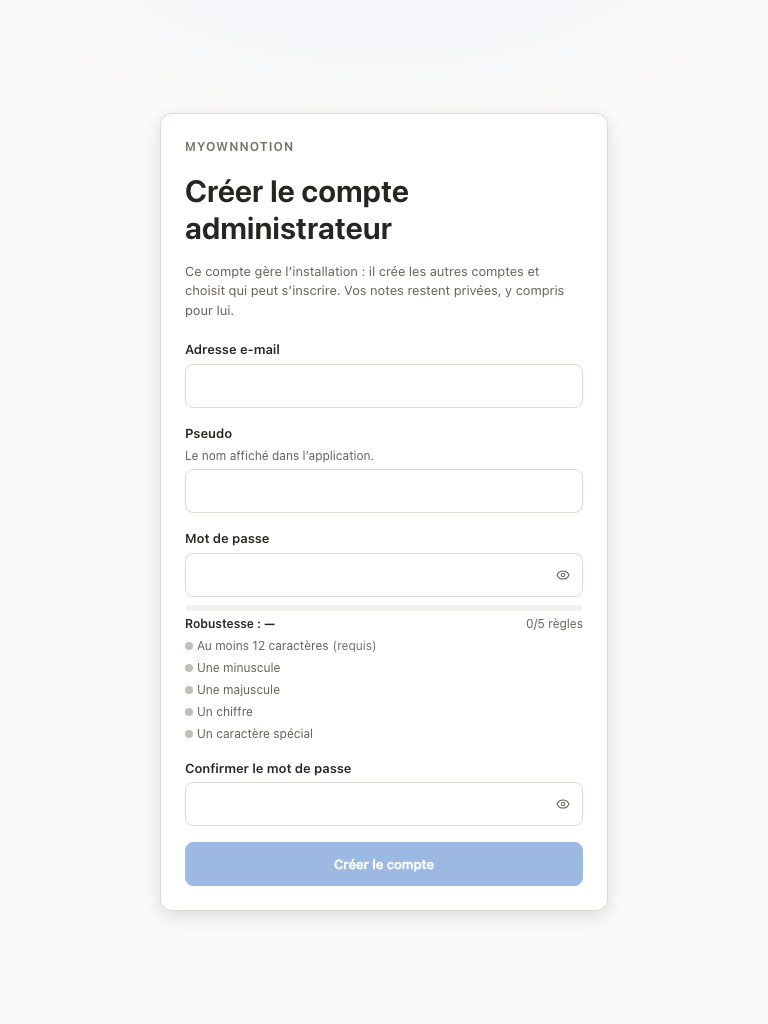 MYOWNNOTION
Créer le compte
administrateur
Ce compte gère l’installation : il crée les autres comptes et
choisit qui peut s’inscrire. Vos notes restent privées, y compris
pour lui.
Adresse e-mail
Pseudo
Le nom affiché dans l’application.
Mot de passe
Robustesse : —
0/5 règles
Au moins 12 caractères (requis)
Une minuscule
Une majuscule
Un chiffre
Un caractère spécial
Confirmer le mot de passe
Créer le compte